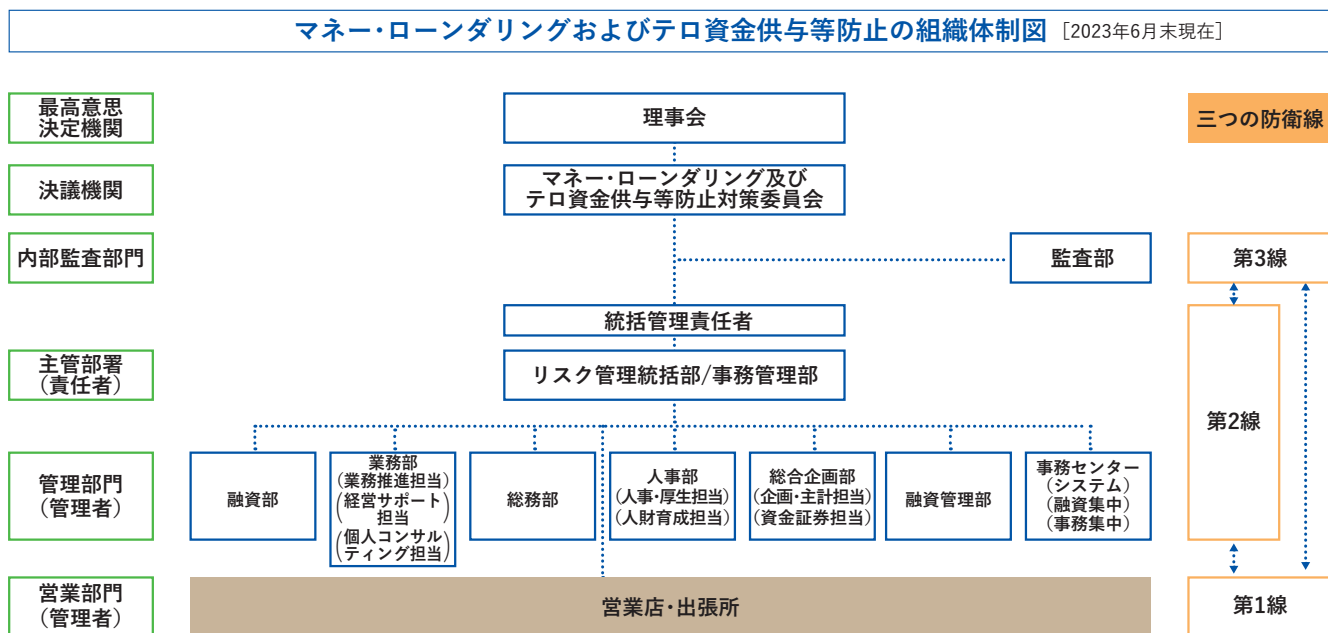 マネー・ローンダリングおよびテロ資金供与等防止の組織体制図 [2023年6月末現在]
最高意思
決定機関
理事会
三つの防衛線
決議機関
マネー・ローンダリング及び
テロ資金供与等防止対策委員会
内部監査部門
監査部
第3線
統括管理責任者
主管部署
(責任者)
リスク管理統括部/事務管理部
第2線
管理部門
(管理者)
融資部
業務部
(業務推進担当)
(経営サポート
担当)
(個人コンサル
ティング担当)
総務部
人事部
(人事・厚生担当)
(人財育成担当)
総合企画部
(企画・主計担当)
(資金証券担当)
融資管理部
事務センター
(システム)
(融資集中)
(事務集中)
営業部門
(管理者)
営業店・出張所
第1線